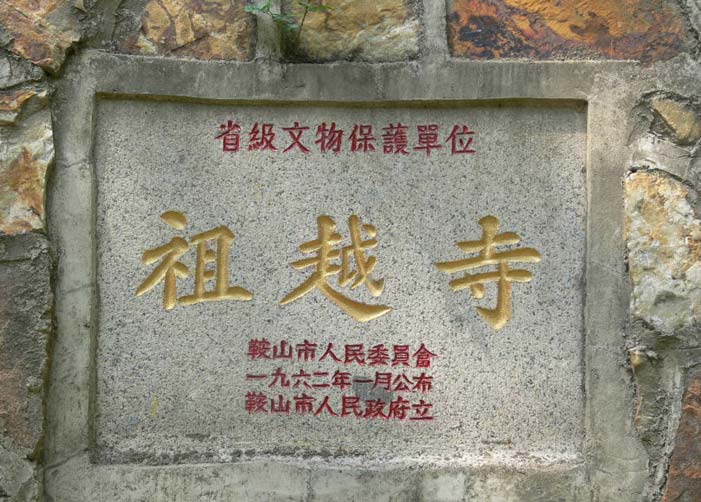 省級文物保護單位
祖越寺
鞍山市人民委員會
一九六二年一月公布
鞍山市人民政府立